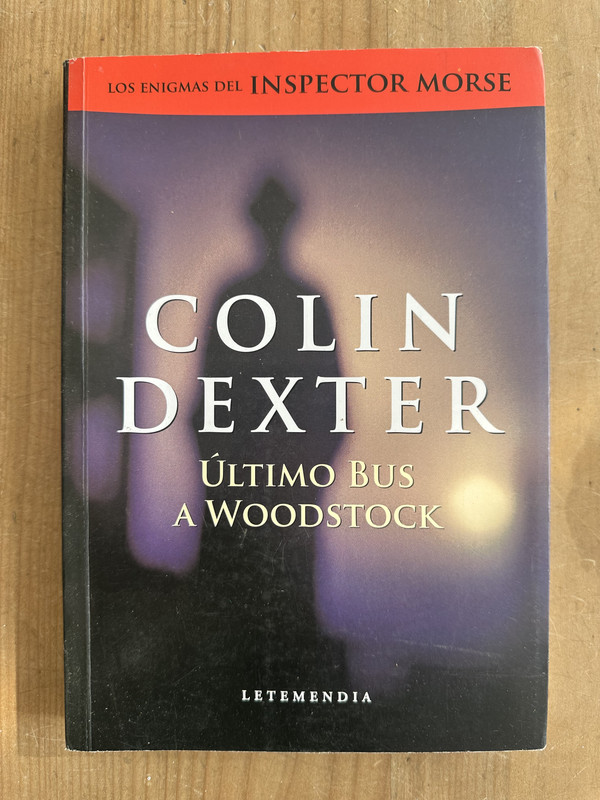 LOS ENIGMAS DEL INSPECTOR MORSE
COLIN
DEXTER
ÚLTIMO BUS
A WOODSTOCK
LETEMENDIA